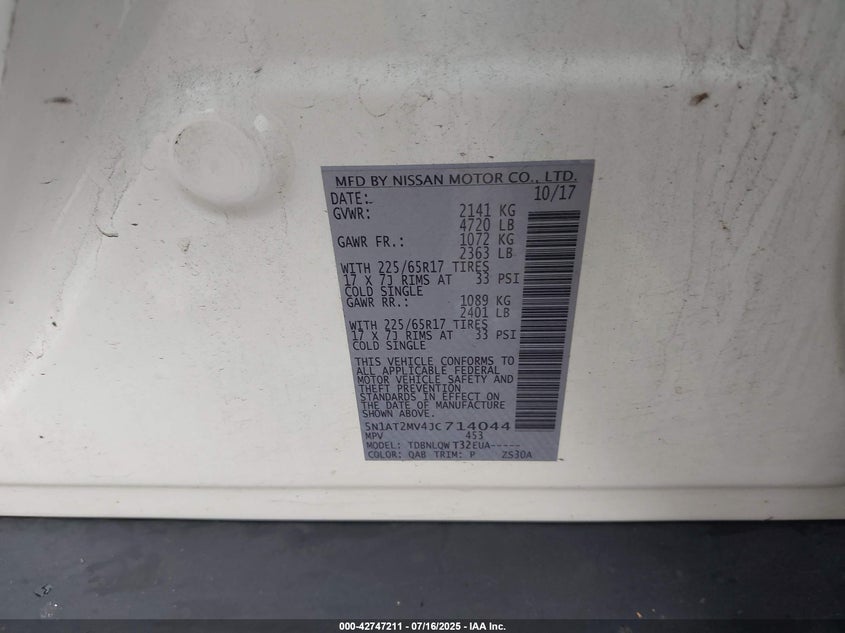 MFD BY NISSAN MOTOR CO., LTD.
DATE: 10/17
GVWR: 2141 KG
4720 LB
GAWR FR.: 1072 KG
2363 LB
WITH 225/65R17 TIRES
17 X 7J RIMS AT 33 PSI
COLD SINGLE
GAWR RR.: 1089 KG
2401 LB
WITH 225/65R17 TIRES
17 X 7J RIMS AT 33 PSI
COLD SINGLE
THIS VEHICLE CONFORMS TO
ALL APPLICABLE FEDERAL
MOTOR VEHICLE SAFETY AND
THEFT PREVENTION
STANDARDS IN EFFECT ON
THE DATE OF MANUFACTURE
SHOWN ABOVE.
5N1AT2MV4JC714044
MPV 453
MODEL: TDBNLQW T32EUA-----
COLOR: QAB TRIM: P ZS30A
000-42747211 - 07/16/2025 - IAA Inc.